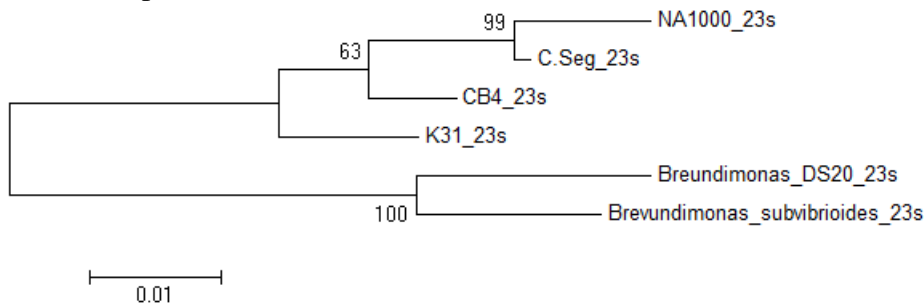 99
NA1000_23s
63
C.Seg_23s
CB4_23s
K31_23s
Breundimonas_DS20_23s
100
Brevundimonas_subvibrioides_23s
0.01